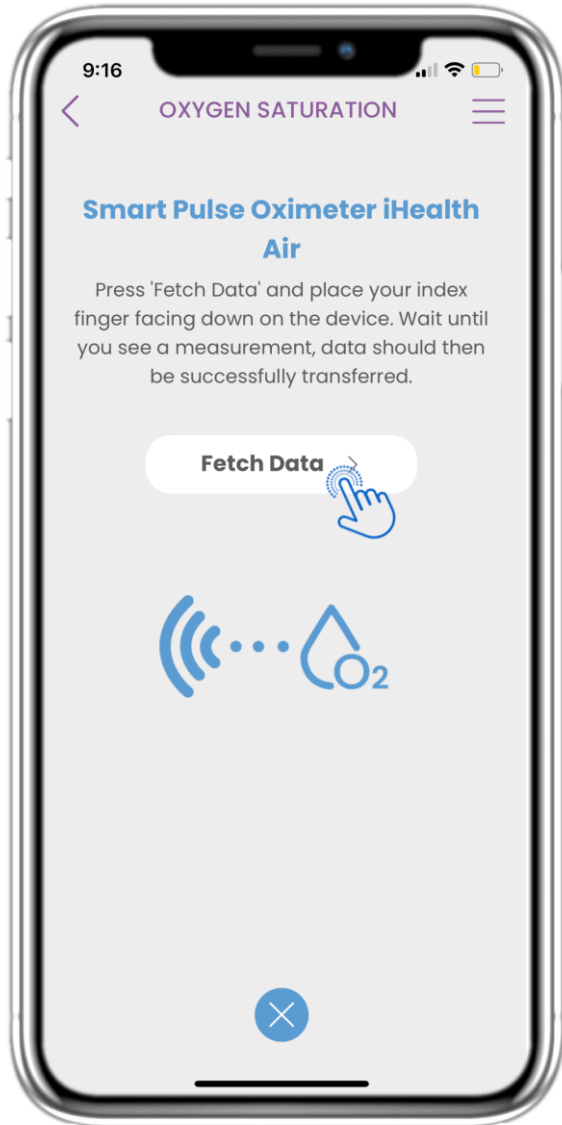 9:16
OXYGEN SATURATION
Smart Pulse Oximeter iHealth
Air
Press 'Fetch Data' and place your index
finger facing down on the device. Wait until
you see a measurement, data should then
be successfully transferred.
Fetch Data
O2